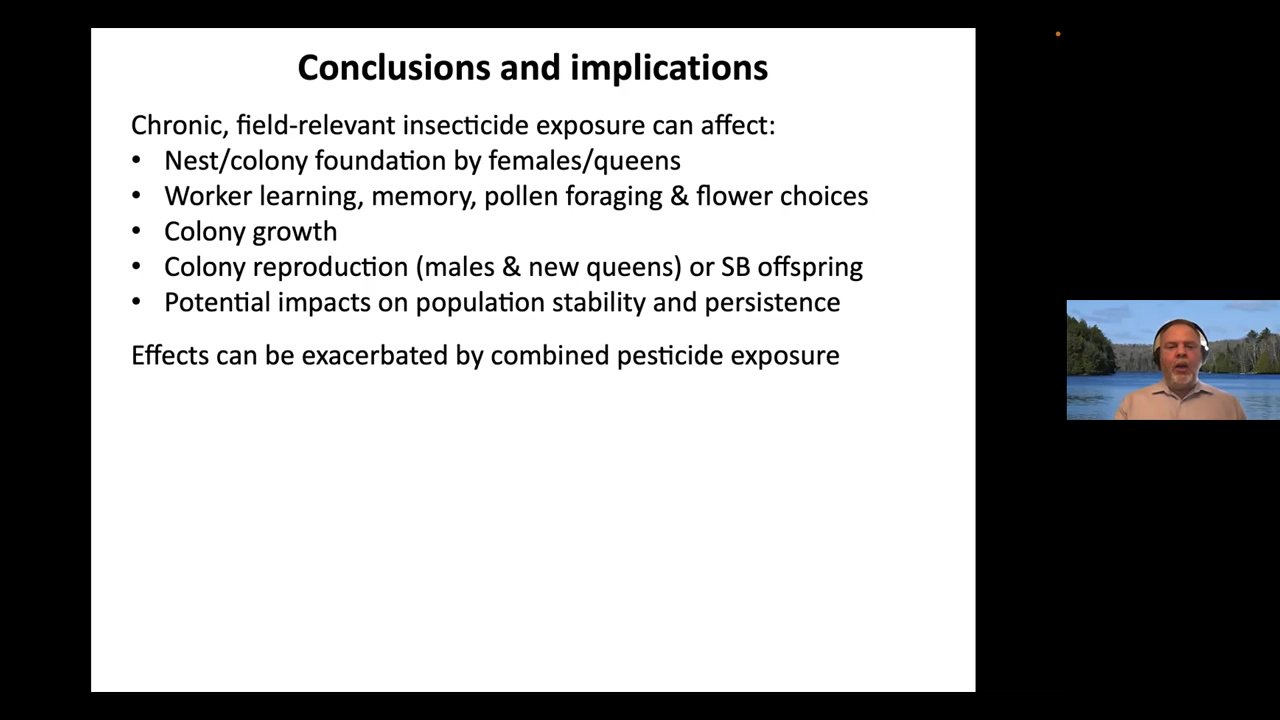 Conclusions and implications
Chronic, field-relevant insecticide exposure can affect:
• Nest/colony foundation by females/queens
• Worker learning, memory, pollen foraging & flower choices
• Colony growth
• Colony reproduction (males & new queens) or SB offspring
• Potential impacts on population stability and persistence
Effects can be exacerbated by combined pesticide exposure